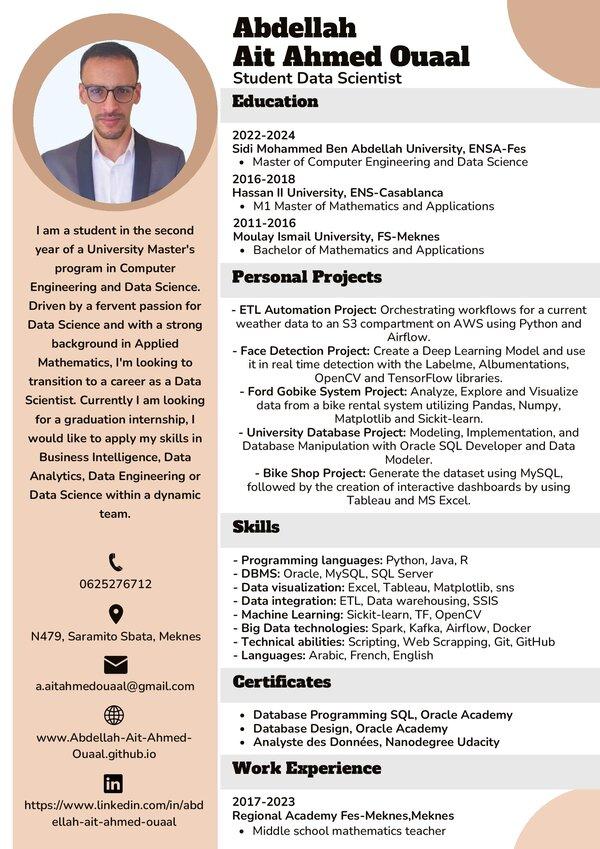 Abdellah
Ait Ahmed Ouaal
Student Data Scientist
I am a student in the second
year of a University Master's
program in Computer
Engineering and Data Science.
Driven by a fervent passion for
Data Science and with a strong
background in Applied
Mathematics, I'm looking to
transition to a career as a Data
Scientist. Currently I am looking
for a graduation internship, I
would like to apply my skills in
Business Intelligence, Data
Analytics, Data Engineering or
Data Science within a dynamic
team.
0625276712
N479, Saramito Sbata, Meknes
a.aitahmedouaal@gmail.com
www.Abdellah-Ait-Ahmed-
Ouaal.github.io
https://www.linkedin.com/in/abd
ellah-ait-ahmed-ouaal
Education
2022-2024
Sidi Mohammed Ben Abdellah University, ENSA-Fes
• Master of Computer Engineering and Data Science
2016-2018
Hassan II University, ENS-Casablanca
• M1 Master of Mathematics and Applications
2011-2016
Moulay Ismail University, FS-Meknes
• Bachelor of Mathematics and Applications
Personal Projects
- ETL Automation Project: Orchestrating workflows for a current
weather data to an S3 compartment on AWS using Python and
Airflow.
- Face Detection Project: Create a Deep Learning Model and use
it in real time detection with the Labelme, Albumentations,
OpenCV and TensorFlow libraries.
- Ford Gobike System Project: Analyze, Explore and Visualize
data from a bike rental system utilizing Pandas, Numpy,
Matplotlib and Sickit-learn.
- University Database Project: Modeling, Implementation, and
Database Manipulation with Oracle SQL Developer and Data
Modeler.
- Bike Shop Project: Generate the dataset using MySQL,
followed by the creation of interactive dashboards by using
Tableau and MS Excel.
Skills
- Programming languages: Python, Java, R
- DBMS: Oracle, MySQL, SQL Server
- Data visualization: Excel, Tableau, Matplotlib, sns
- Data integration: ETL, Data warehousing, SSIS
- Machine Learning: Sickit-learn, TF, OpenCV
- Big Data technologies: Spark, Kafka, Airflow, Docker
- Technical abilities: Scripting, Web Scrapping, Git, GitHub
- Languages: Arabic, French, English
Certificates
• Database Programming SQL, Oracle Academy
• Database Design, Oracle Academy
• Analyste des Données, Nanodegree Udacity
Work Experience
2017-2023
Regional Academy Fes-Meknes,Meknes
• Middle school mathematics teacher